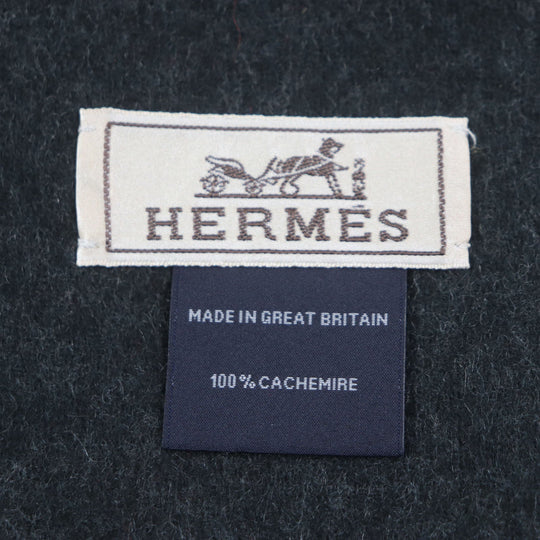 HERMÈS
MADE IN GREAT BRITAIN
100% CACHEMIRE